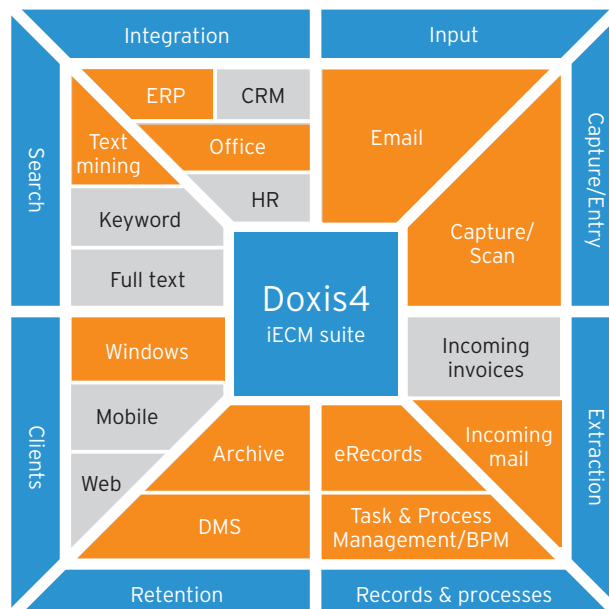 Integration
Input
ERP
CRM
Office
HR
Email
Search
Text
mining
Keyword
Full text
Capture/Entry
Capture/
Scan
Doxis4
iECM suite
Clients
Windows
Mobile
Web
Incoming
invoices
Incoming
mail
Extraction
Archive
DMS
eRecords
Task & Process
Management/BPM
Retention
Records & processes